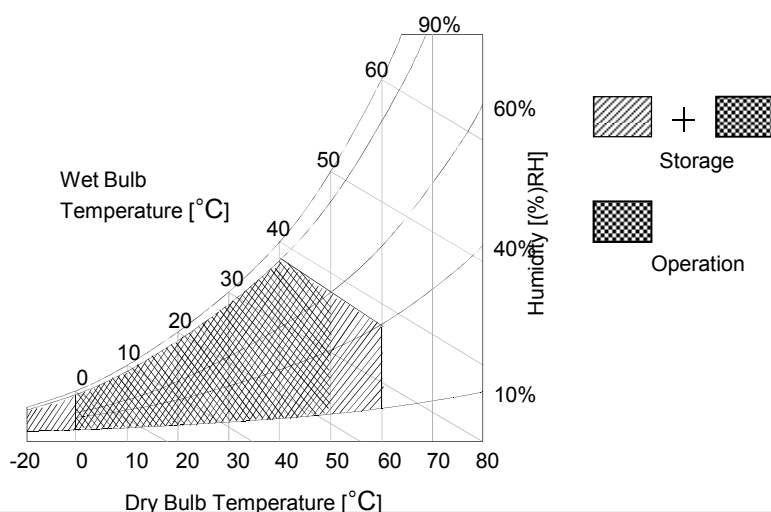 90%
60
60%
50
Wet Bulb
Temperature [°C]
Humidity [(%)RH]
40
40%
30
20
10
0
10%
-20 0 10 20 30 40 50 60 70 80
Dry Bulb Temperature [°C]
+
Storage
Operation